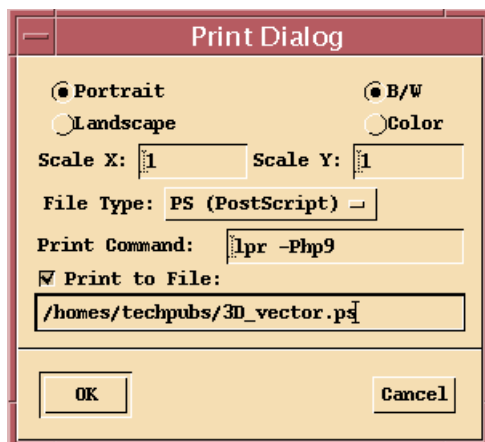 Print Dialog
Portrait B/W
Landscape Color
Scale X: 1 Scale Y: 1
File Type: PS (PostScript)
Print Command: lpr -Php9
Print to File:
/homes/techpubs/3D_vector.ps
OK Cancel